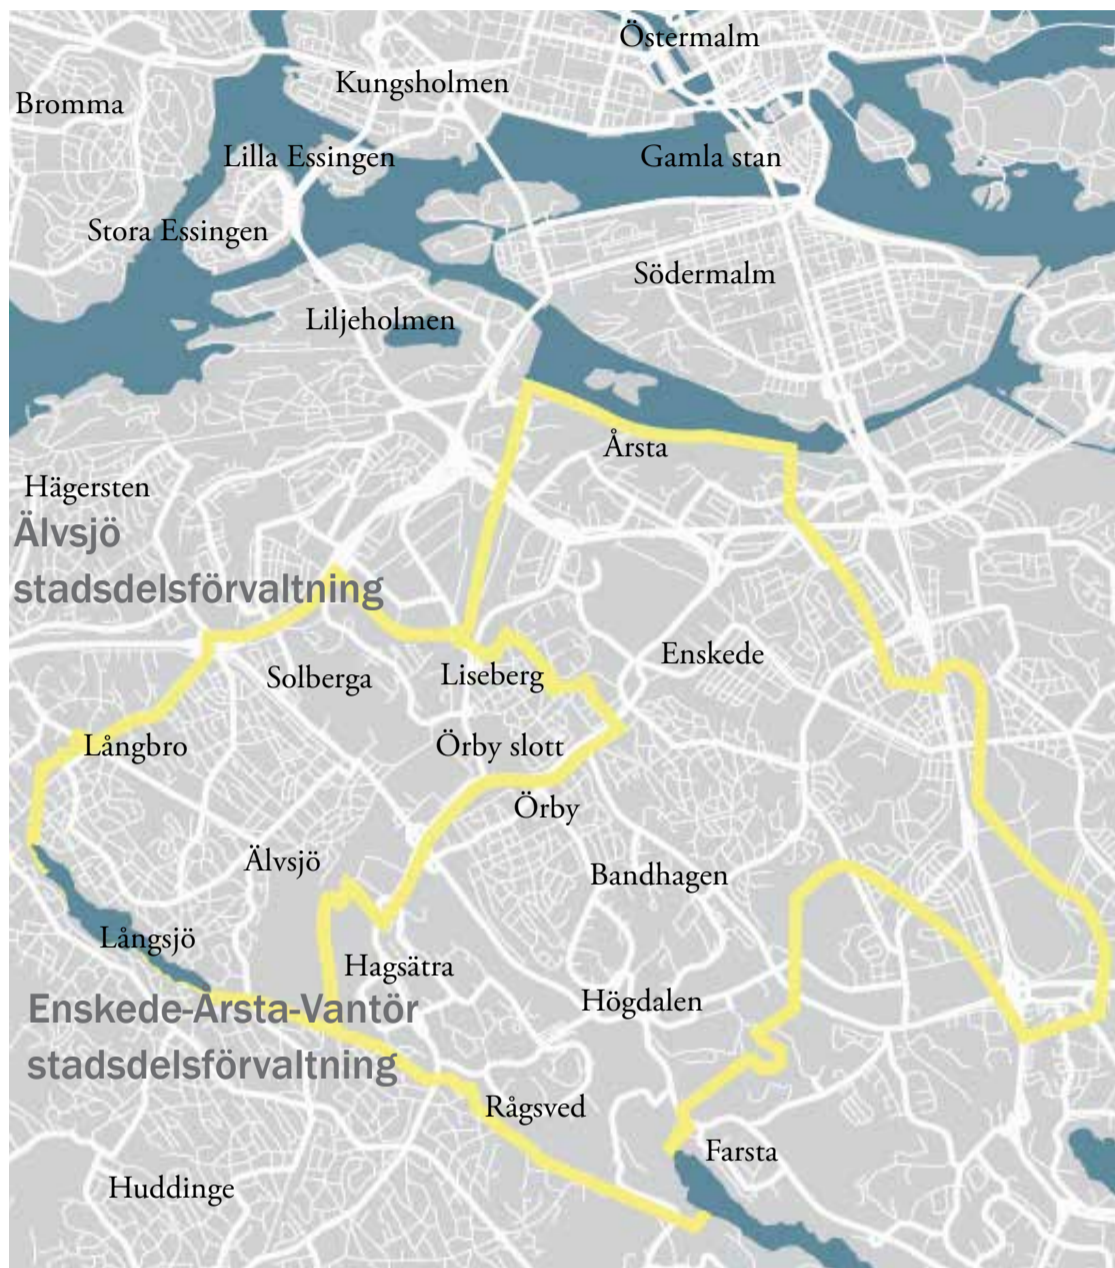 Östermalm
Kungsholmen
Bromma
Lilla Essingen
Gamla stan
Stora Essingen
Södermalm
Liljeholmen
Årsta
Hägersten
Älvsjö
stadsdelsförvaltning
Enskede
Solberga
Liseberg
Långbro
Örby slott
Örby
Älvsjö
Bandhagen
Långsjö
Hagsätra
Högdalen
Enskede-Årsta-Vantör
stadsdelsförvaltning
Rågsved
Farsta
Huddinge